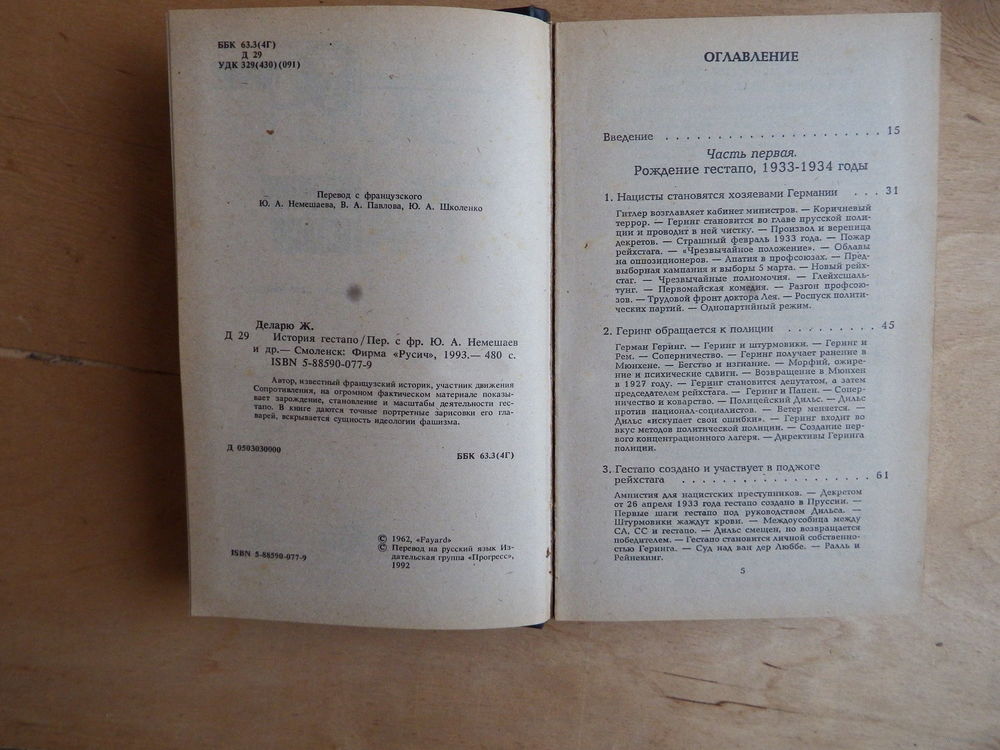 ББК 63.3(4Г)
Д 29
УДК 329(430)(091)
Перевод с французского
Ю. А. Немешаева, В. А. Павлова, Ю. А. Школенко
Деларю Ж.
Д 29 История гестапо/Пер. с фр. Ю. А. Немешаев
и др.— Смоленск: Фирма «Русич», 1993.— 480 с.
ISBN 5-88590-077-9
Автор, известный французский историк, участник движения
Сопротивления, на огромном фактическом материале показы-
вает зарождение, становление и масштабы деятельности гес-
тапо. В книге даются точные портретные зарисовки его гла-
варей, вскрывается сущность идеологии фашизма.
Д 0503030000
ББК 63.3(4Г)
© 1962, «Fayard»
© Перевод на русский язык Из-
дательская группа «Прогресс»,
1992
ISBN 5-88590-077-9
ОГЛАВЛЕНИЕ
Введение . . . . . . . . . . . . . . . . . . . . . 15
Часть первая.
Рождение гестапо, 1933-1934 годы
1. Нацисты становятся хозяевами Германии . . . 31
Гитлер возглавляет кабинет министров. — Коричневый
террор. — Геринг становится во главе прусской поли-
ции и проводит в ней чистку. — Произвол и вереница
декретов. — Страшный февраль 1933 года. — Пожар
рейхстага. — «Чрезвычайное положение». — Облавы
на оппозиционеров. — Апатия в профсоюзах. — Пред-
выборная кампания и выборы 5 марта. — Новый рейх-
стаг. — Чрезвычайные полномочия. — Глейхсшаль-
тунг. — Первомайская комедия. — Разгон профсою-
зов. — Трудовой фронт доктора Лея. — Роспуск полити-
ческих партий. — Однопартийный режим.
2. Геринг обращается к полиции . . . . . . . . 45
Герман Геринг. — Геринг и штурмовики. — Геринг и
Рем. — Соперничество. — Геринг получает ранение в
Мюнхене. — Бегство и изгнание. — Морфий, ожире-
ние и психические сдвиги. — Возвращение в Мюнхен
в 1927 году. — Геринг становится депутатом, а затем
председателем рейхстага. — Геринг и Папен. — Сопер-
ничество и коварство. — Полицейский Дильс. — Дильс
против национал-социалистов. — Ветер меняется. —
Дильс «искупает свои ошибки». — Геринг входит во
вкус методов политической полиции. — Создание пер-
вого концентрационного лагеря. — Директивы Геринга
полиции.
3. Гестапо создано и участвует в поджоге
рейхстага . . . . . . . . . . . . . . . . . . 61
Амнистия для нацистских преступников. — Декретом
от 26 апреля 1933 года гестапо создано в Пруссии. —
Первые шаги гестапо под руководством Дильса. —
Штурмовики жаждут крови. — Междоусобица между
СА, СС и гестапо. — Дильс смещен, но возвращается
победителем. — Гестапо становится личной собственно-
стью Геринга. — Суд над ван дер Люббе. — Ралль и
Рейнекинг.
5